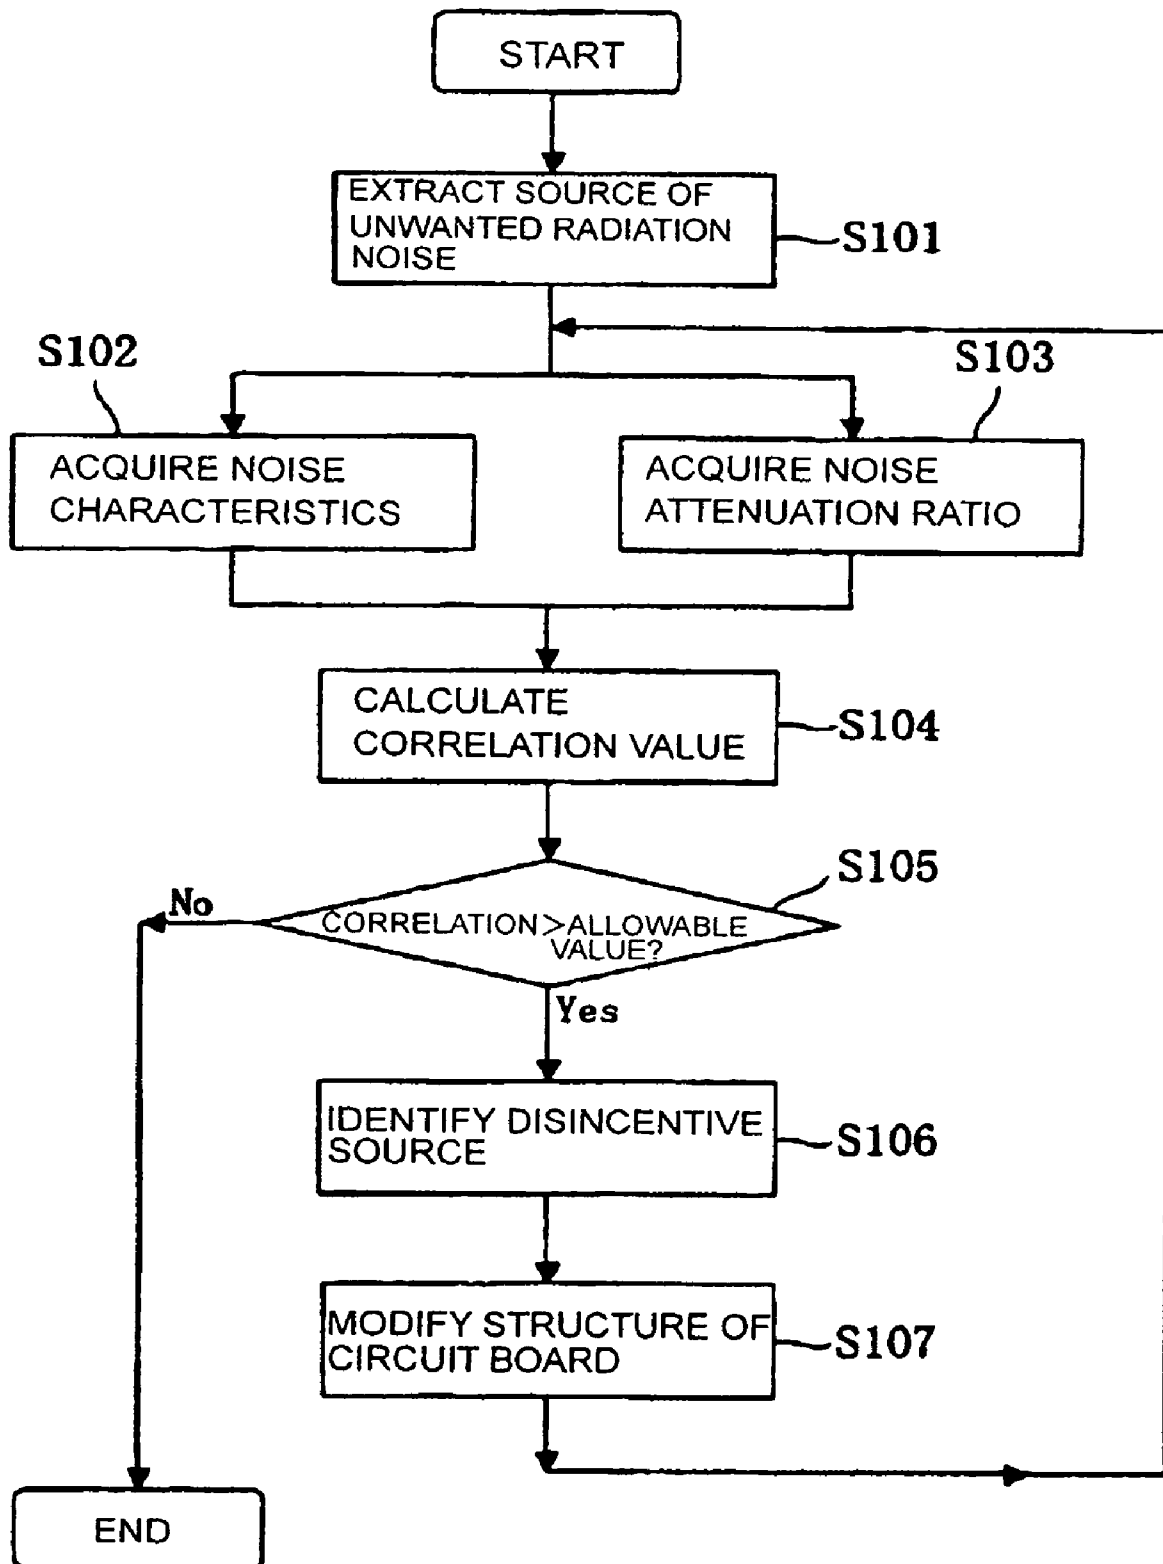 START
EXTRACT SOURCE OF
UNWANTED RADIATION
NOISE
S101
S102
S103
ACQUIRE NOISE
CHARACTERISTICS
ACQUIRE NOISE
ATTENUATION RATIO
CALCULATE
CORRELATION VALUE
S104
S105
No
CORRELATION>ALLOWABLE
VALUE?
Yes
IDENTIFY DISINCENTIVE
SOURCE
S106
MODIFY STRUCTURE OF
CIRCUIT BOARD
S107
END